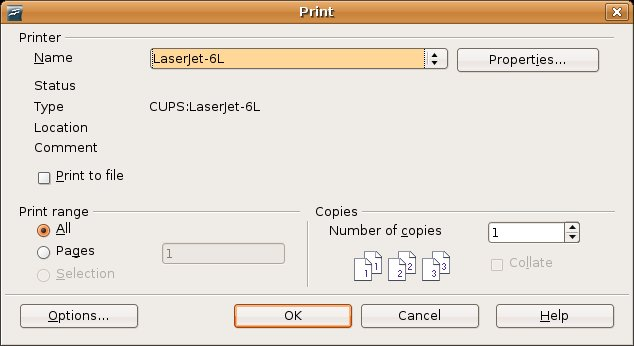 Print
Printer
Name LaserJet-6L Properties...
Status
Type CUPS:LaserJet-6L
Location
Comment
Print to file
Print range
All
Pages 1
Selection
Copies
Number of copies 1
1 1 2 2 3 3
Collate
Options... OK Cancel Help